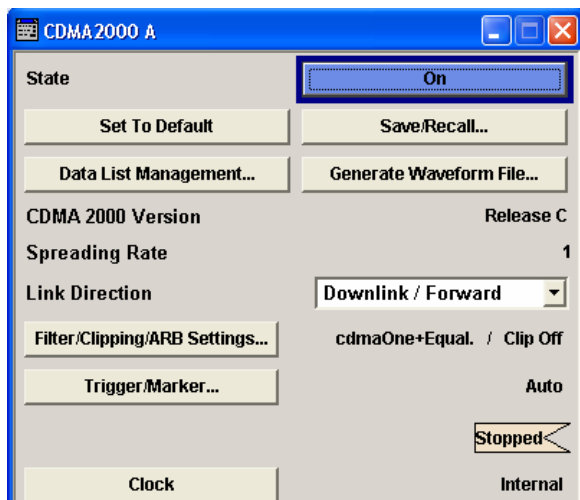 CDMA2000 A
State On
Set To Default Save/Recall...
Data List Management... Generate Waveform File...
CDMA 2000 Version Release C
Spreading Rate 1
Link Direction Downlink / Forward
Filter/Clipping/ARB Settings... cdmaOne+Equal. / Clip Off
Trigger/Marker... Auto
Stopped
Clock Internal